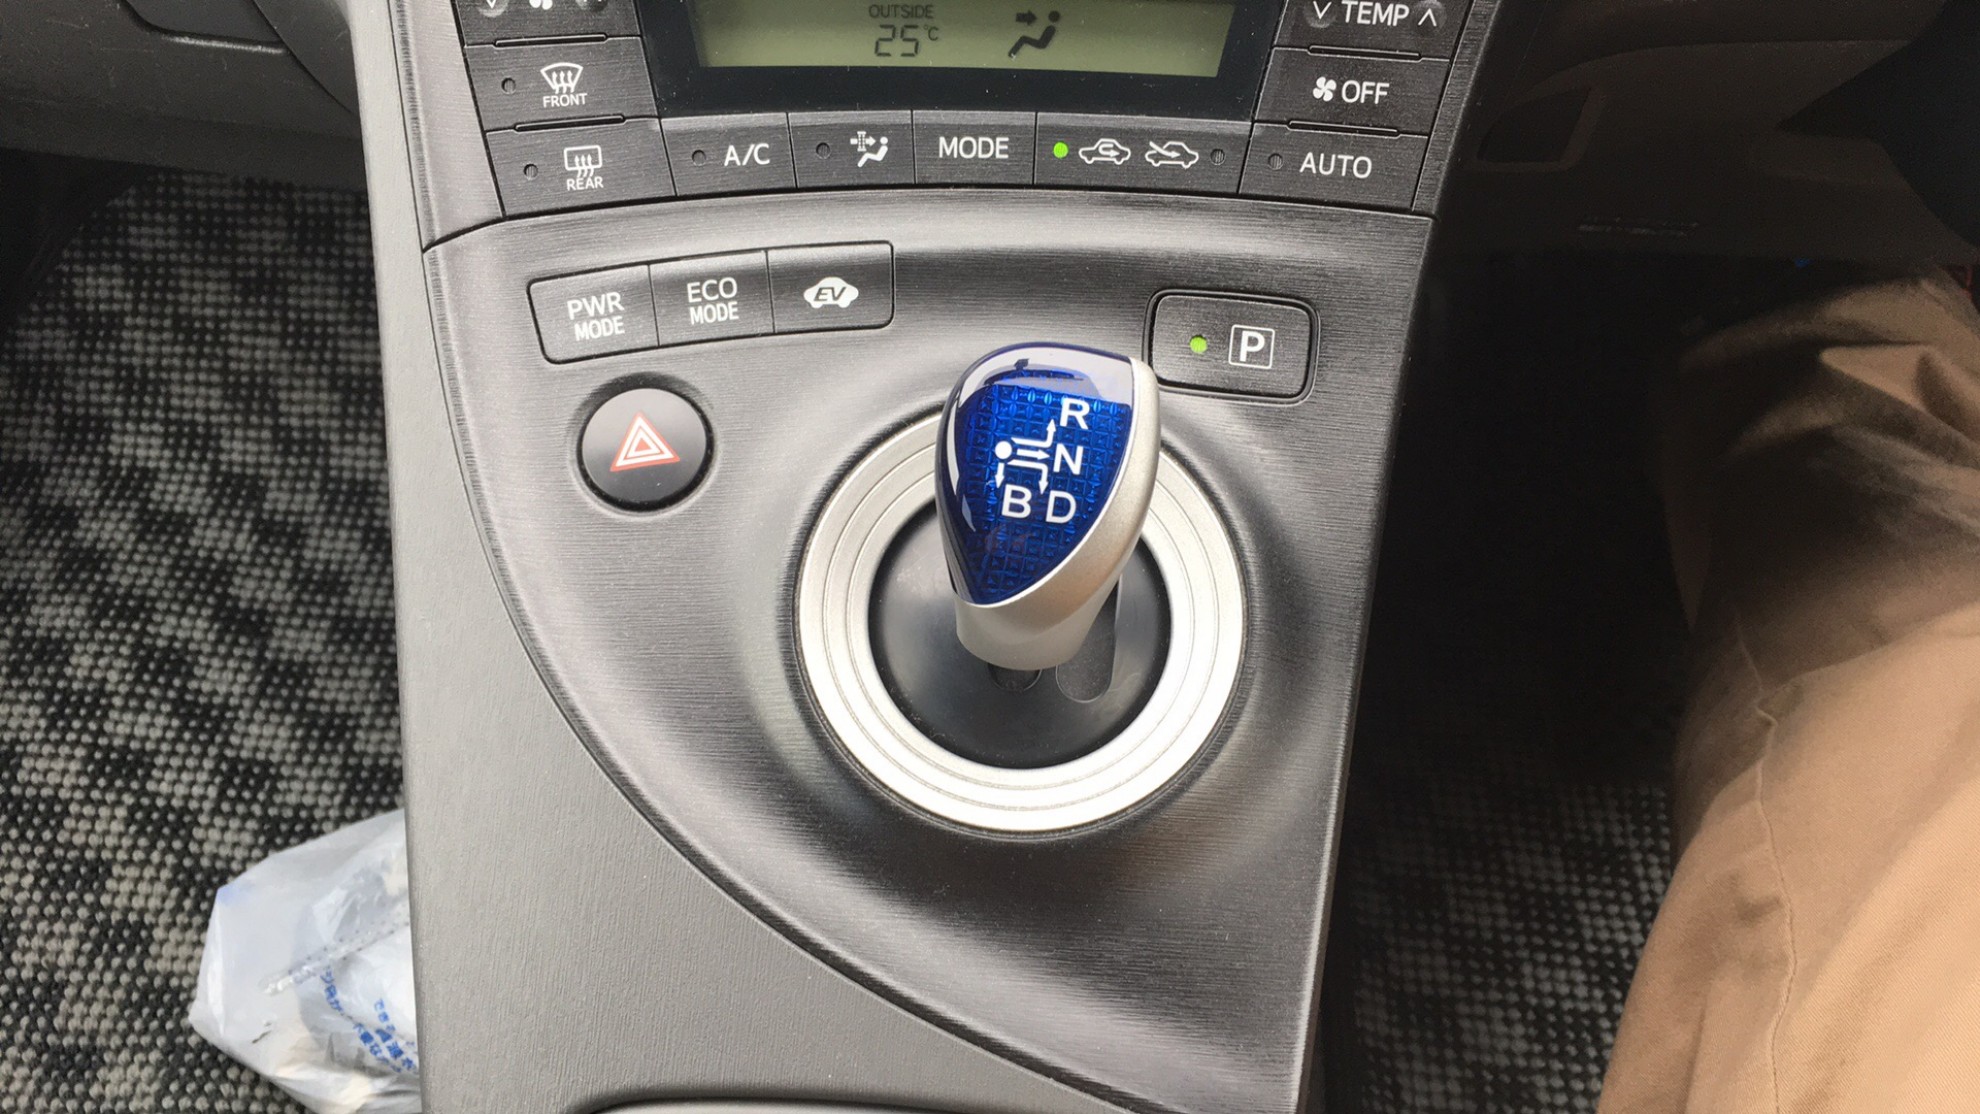 OUTSIDE
25°C
TEMP
FRONT
OFF
REAR
A/C
MODE
AUTO
PWR
MODE
ECO
MODE
EV
P
R
N
B D